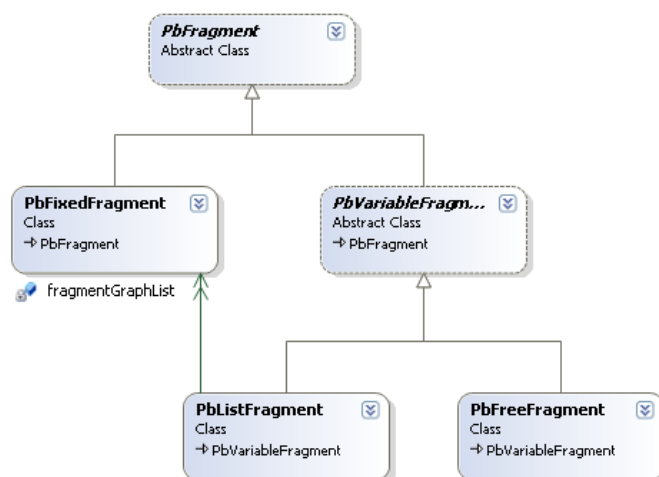 PbFragment
Abstract Class
PbFixedFragment
Class
PbFragment
PbVariableFragm...
Abstract Class
PbFragment
fragmentGraphList
PbListFragment
Class
PbVariableFragment
PbFreeFragment
Class
PbVariableFragment